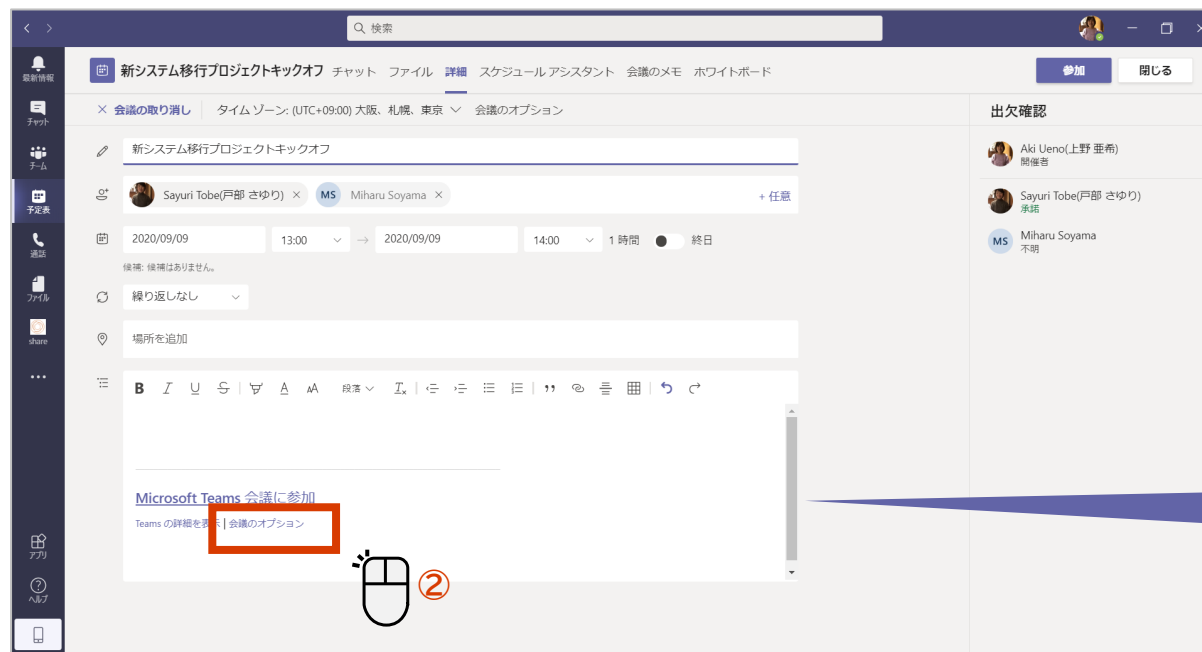 検索
最新情報
チャット
チーム
予定表
通話
ファイル
share
アプリ
ヘルプ
新システム移行プロジェクトキックオフ チャット ファイル 詳細 スケジュール アシスタント 会議のメモ ホワイトボード
参加 閉じる
× 会議の取り消し タイム ゾーン: (UTC+09:00) 大阪、札幌、東京 会議のオプション
新システム移行プロジェクトキックオフ
Sayuri Tobe(戸部 さゆり) × MS Miharu Soyama ×
+ 任意
2020/09/09 13:00 → 2020/09/09 14:00 1 時間 終日
候補: 候補はありません。
繰り返しなし
場所を追加
B I U S A AA 段落 Ix
Microsoft Teams 会議に参加
Teams の詳細を表示 | 会議のオプション
②
出欠確認
Aki Ueno(上野 亜希)
開催者
Sayuri Tobe(戸部 さゆり)
承諾
MS Miharu Soyama
不明